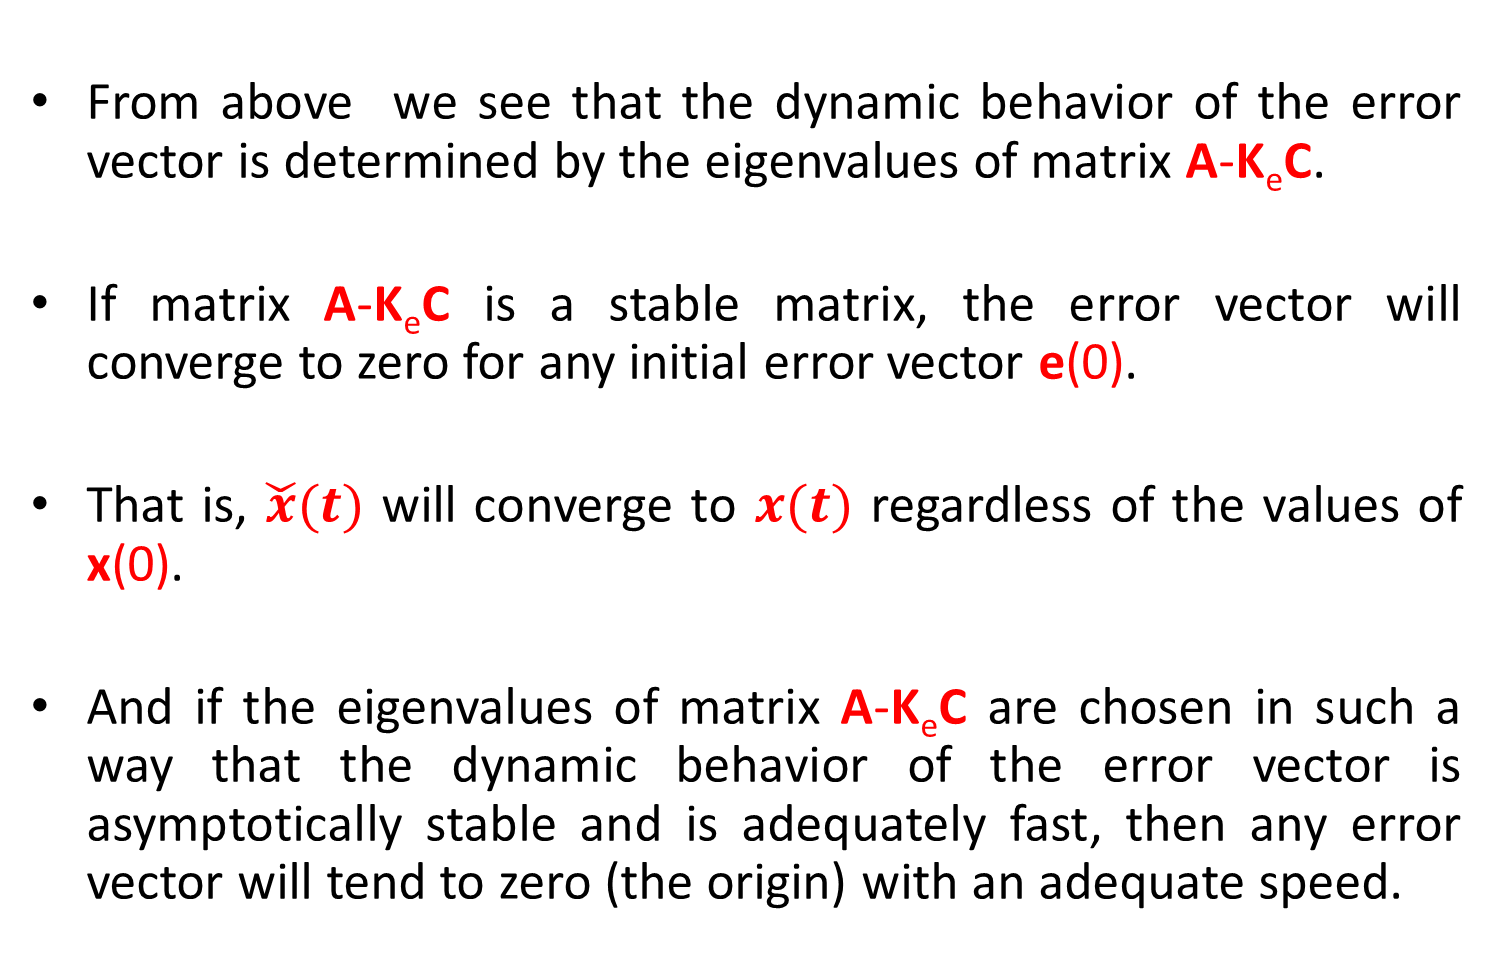 • From above we see that the dynamic behavior of the error
vector is determined by the eigenvalues of matrix A-KₑC.
• If matrix A-KₑC is a stable matrix, the error vector will
converge to zero for any initial error vector e(0).
• That is, x̌(t) will converge to x(t) regardless of the values of
x(0).
• And if the eigenvalues of matrix A-KₑC are chosen in such a
way that the dynamic behavior of the error vector is
asymptotically stable and is adequately fast, then any error
vector will tend to zero (the origin) with an adequate speed.